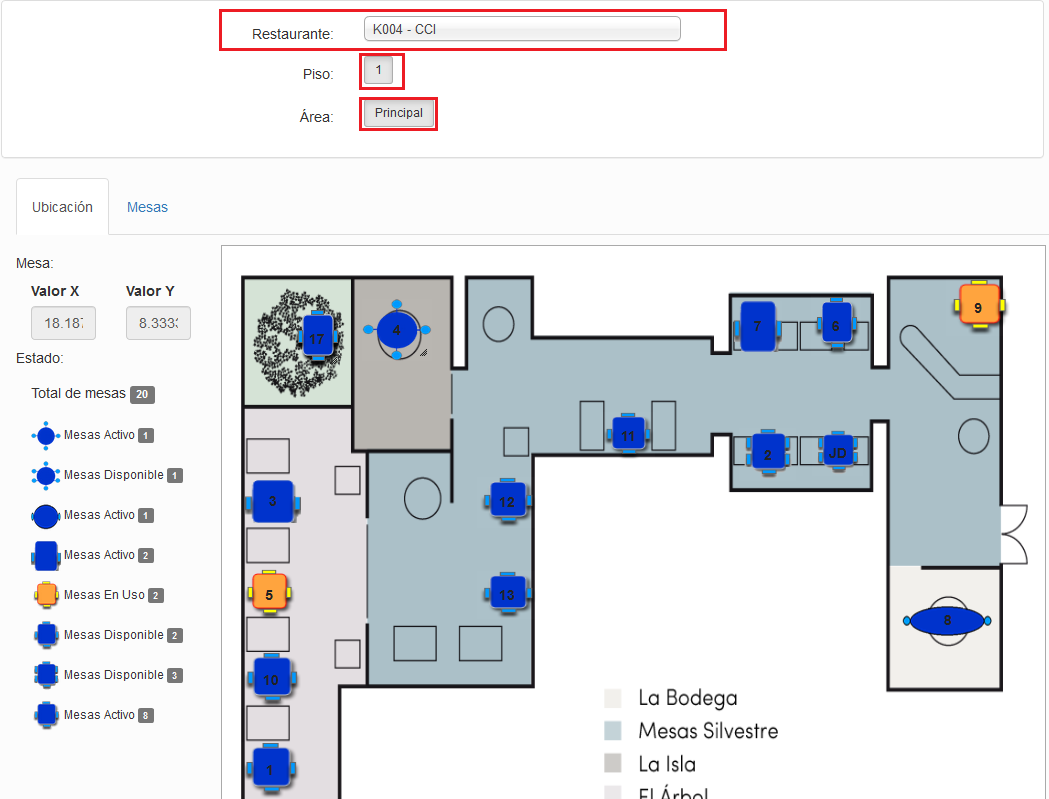 Restaurante: K004 - CCI
Piso: 1
Área: Principal
Ubicación Mesas
Mesa:
Valor X Valor Y
18.187 8.3333
Estado:
Total de mesas 20
Mesas Activo 1
Mesas Disponible 1
Mesas Activo 1
Mesas Activo 2
Mesas En Uso 2
Mesas Disponible 2
Mesas Disponible 3
Mesas Activo 8
17
4
7
6
9
11
2
JD
3
12
5
13
8
10
1
La Bodega
Mesas Silvestre
La Isla
El Árbol